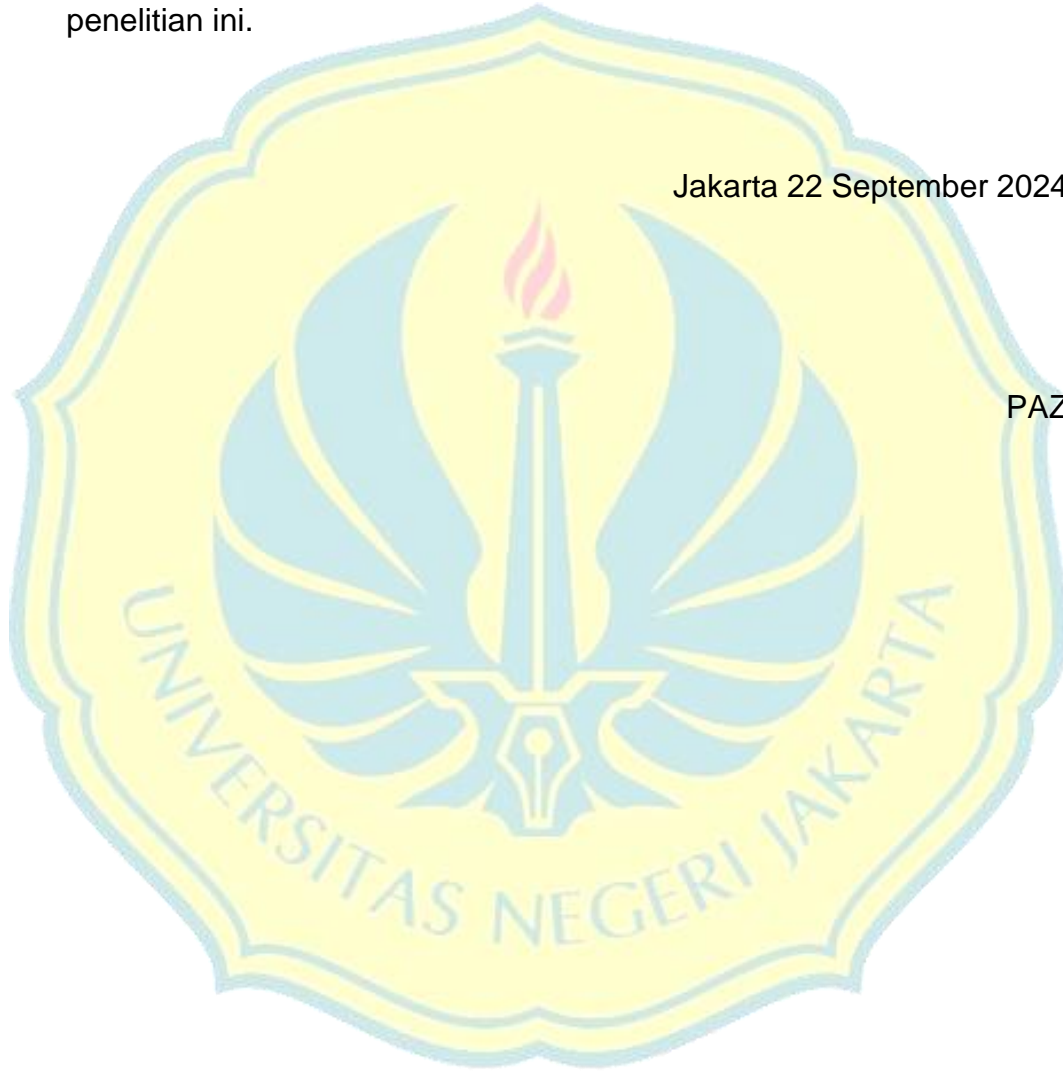 penelitian ini.
Jakarta 22 September 2024
PAZ
UNIVERSITAS NEGERI JAKARTA